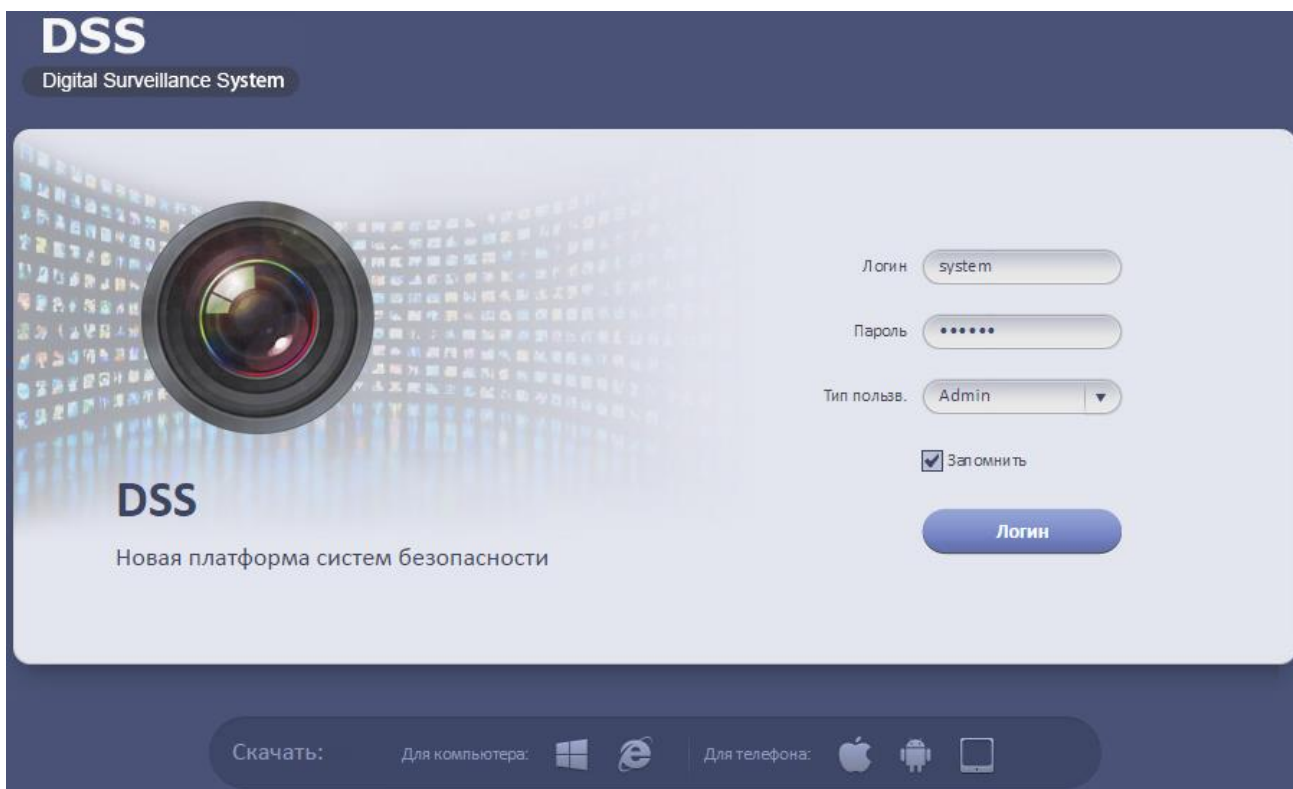 DSS
Digital Surveillance System
Логин system
Пароль ••••••
Тип пользв. Admin
Запомнить
Логин
DSS
Новая платформа систем безопасности
Скачать: Для компьютера: Для телефона: